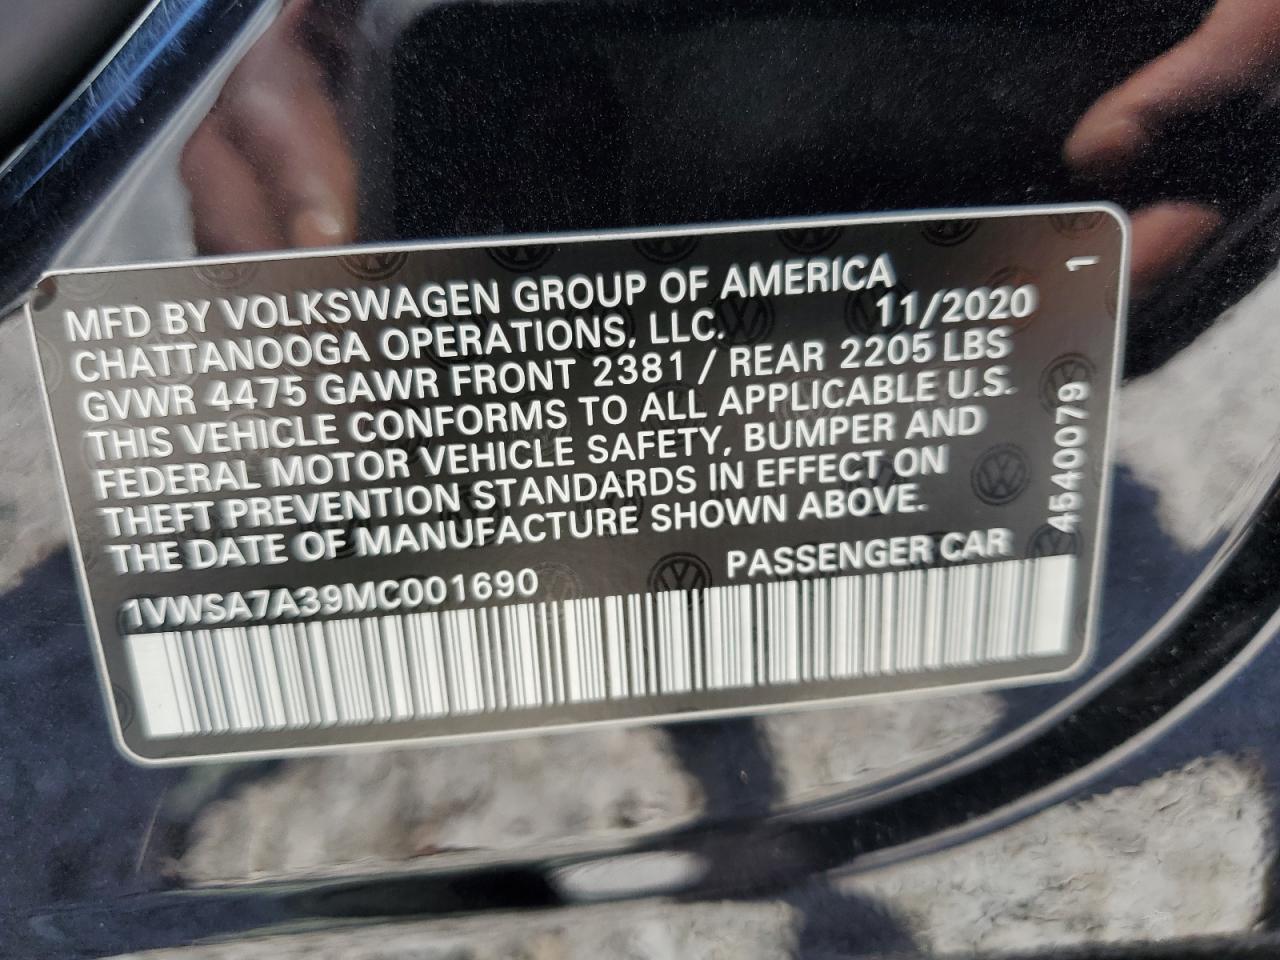 MFD BY VOLKSWAGEN GROUP OF AMERICA
CHATTANOOGA OPERATIONS, LLC. 11/2020
GVWR 4475 GAWR FRONT 2381 / REAR 2205 LBS
THIS VEHICLE CONFORMS TO ALL APPLICABLE U.S.
FEDERAL MOTOR VEHICLE SAFETY, BUMPER AND
THEFT PREVENTION STANDARDS IN EFFECT ON
THE DATE OF MANUFACTURE SHOWN ABOVE.
1VWSA7A39MC001690 PASSENGER CAR
4540079 1